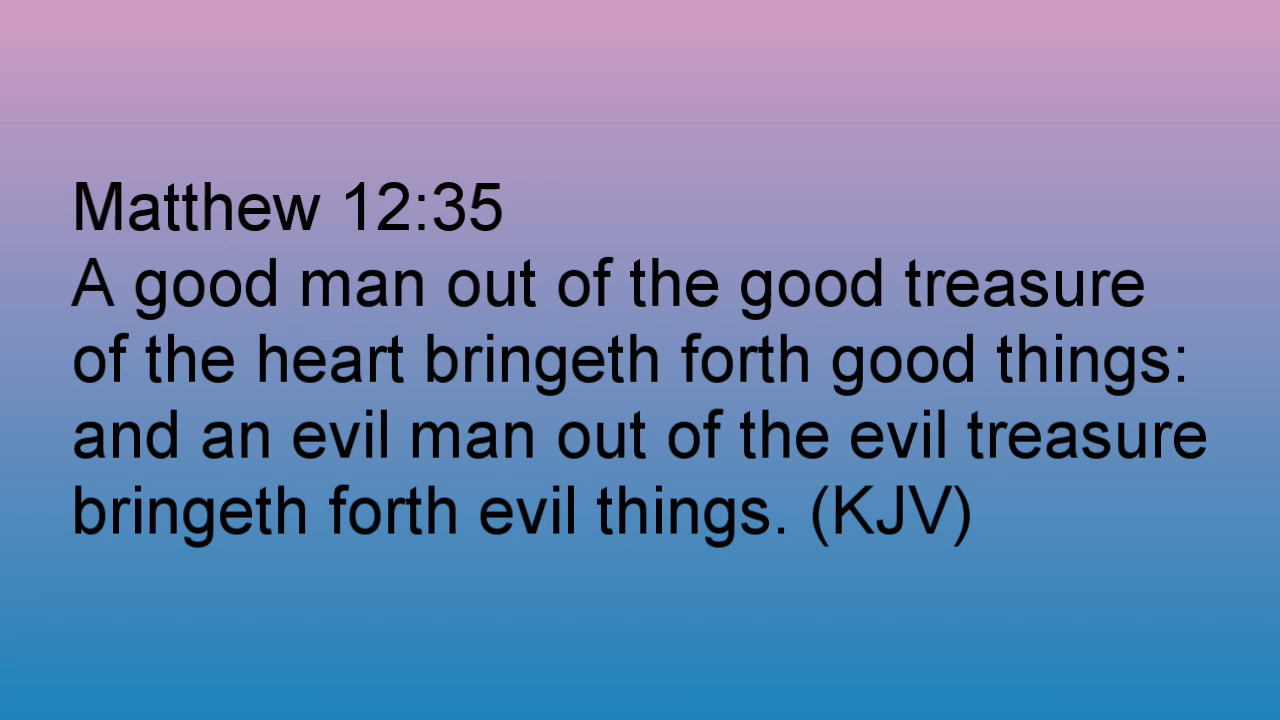 Matthew 12:35
A good man out of the good treasure
of the heart bringeth forth good things:
and an evil man out of the evil treasure
bringeth forth evil things. (KJV)